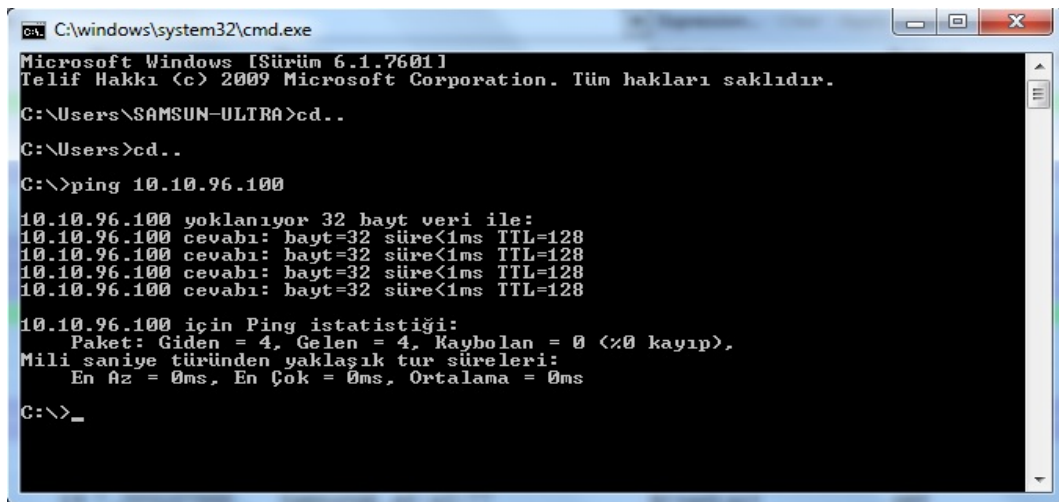 C:\windows\system32\cmd.exe
Microsoft Windows [Sürüm 6.1.7601]
Telif Hakkı (c) 2009 Microsoft Corporation. Tüm hakları saklıdır.
C:\Users\SAMSUN-ULTRA>cd..
C:\Users>cd..
C:\>ping 10.10.96.100
10.10.96.100 yoklanıyor 32 bayt veri ile:
10.10.96.100 cevabı: bayt=32 süre<1ms TTL=128
10.10.96.100 cevabı: bayt=32 süre<1ms TTL=128
10.10.96.100 cevabı: bayt=32 süre<1ms TTL=128
10.10.96.100 cevabı: bayt=32 süre<1ms TTL=128
10.10.96.100 için Ping istatistiği:
Paket: Giden = 4, Gelen = 4, Kaybolan = 0 (%0 kayıp),
Mili saniye türünden yaklaşık tur süreleri:
En Az = 0ms, En Çok = 0ms, Ortalama = 0ms
C:\>_